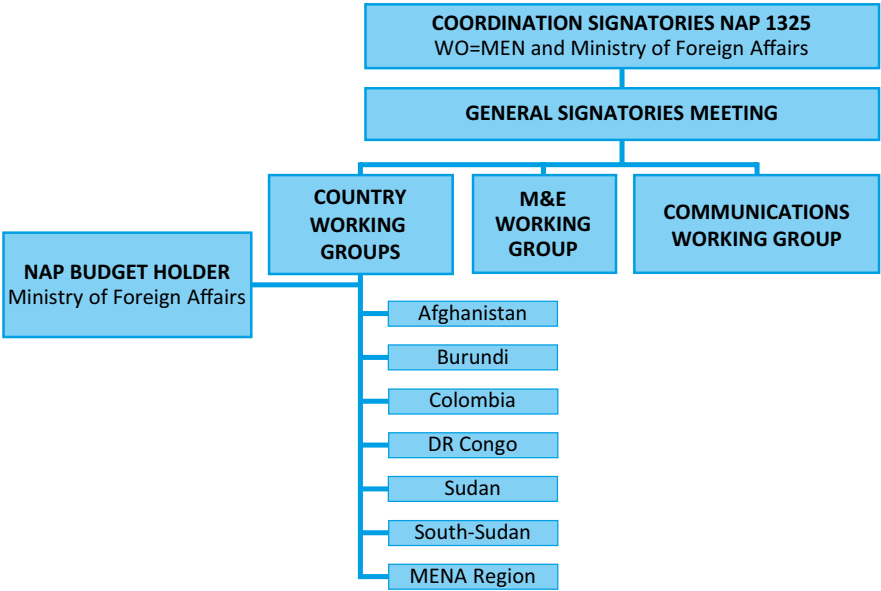 COORDINATION SIGNATORIES NAP 1325
WO=MEN and Ministry of Foreign Affairs
GENERAL SIGNATORIES MEETING
COUNTRY
WORKING
GROUPS
M&E
WORKING
GROUP
COMMUNICATIONS
WORKING GROUP
NAP BUDGET HOLDER
Ministry of Foreign Affairs
Afghanistan
Burundi
Colombia
DR Congo
Sudan
South-Sudan
MENA Region